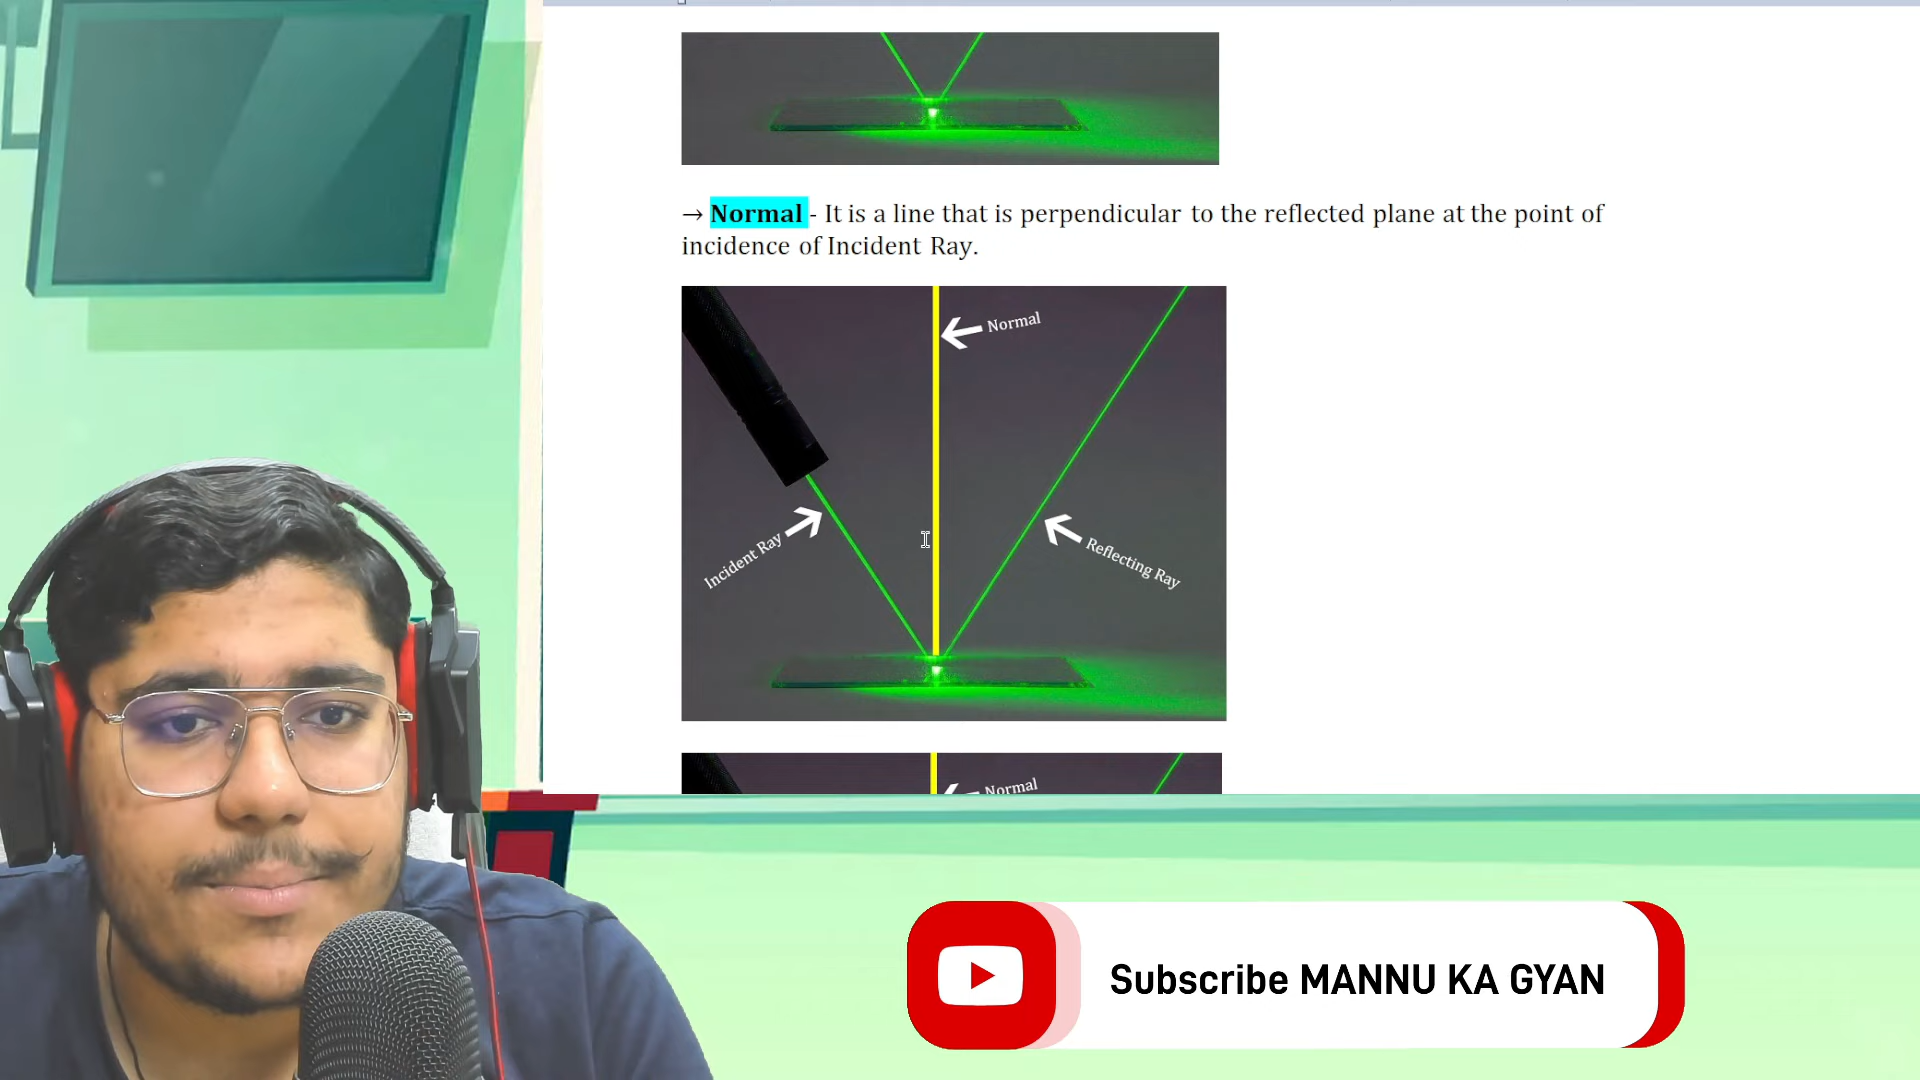 → Normal - It is a line that is perpendicular to the reflected plane at the point of
incidence of Incident Ray.
Normal
Incident Ray
Reflecting Ray
Normal
Subscribe MANNU KA GYAN